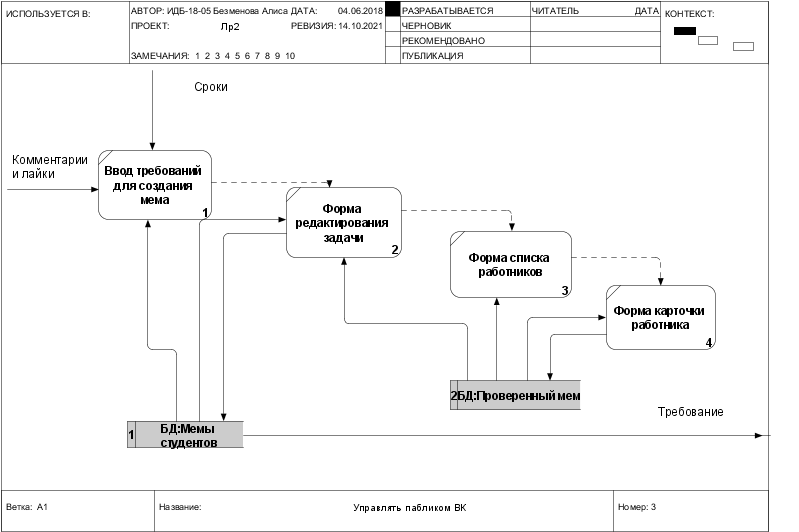 ИСПОЛЬЗУЕТСЯ В:
АВТОР: ИДБ-18-05 Безменова Алиса ДАТА: 04.06.2018
РАЗРАБАТЫВАЕТСЯ
ЧИТАТЕЛЬ ДАТА
КОНТЕКСТ:
ПРОЕКТ: Лр2 РЕВИЗИЯ: 14.10.2021
ЧЕРНОВИК
РЕКОМЕНДОВАНО
ЗАМЕЧАНИЯ: 1 2 3 4 5 6 7 8 9 10
ПУБЛИКАЦИЯ
Сроки
Комментарии
и лайки
Ввод требований
для создания
мема
1
Форма
редактирования
задачи
2
Форма списка
работников
3
Форма карточки
работника
4
2 БД:Проверенный мем
Требование
1 БД:Мемы
студентов
Ветка: А1
Название: Управлять пабликом ВК
Номер: 3